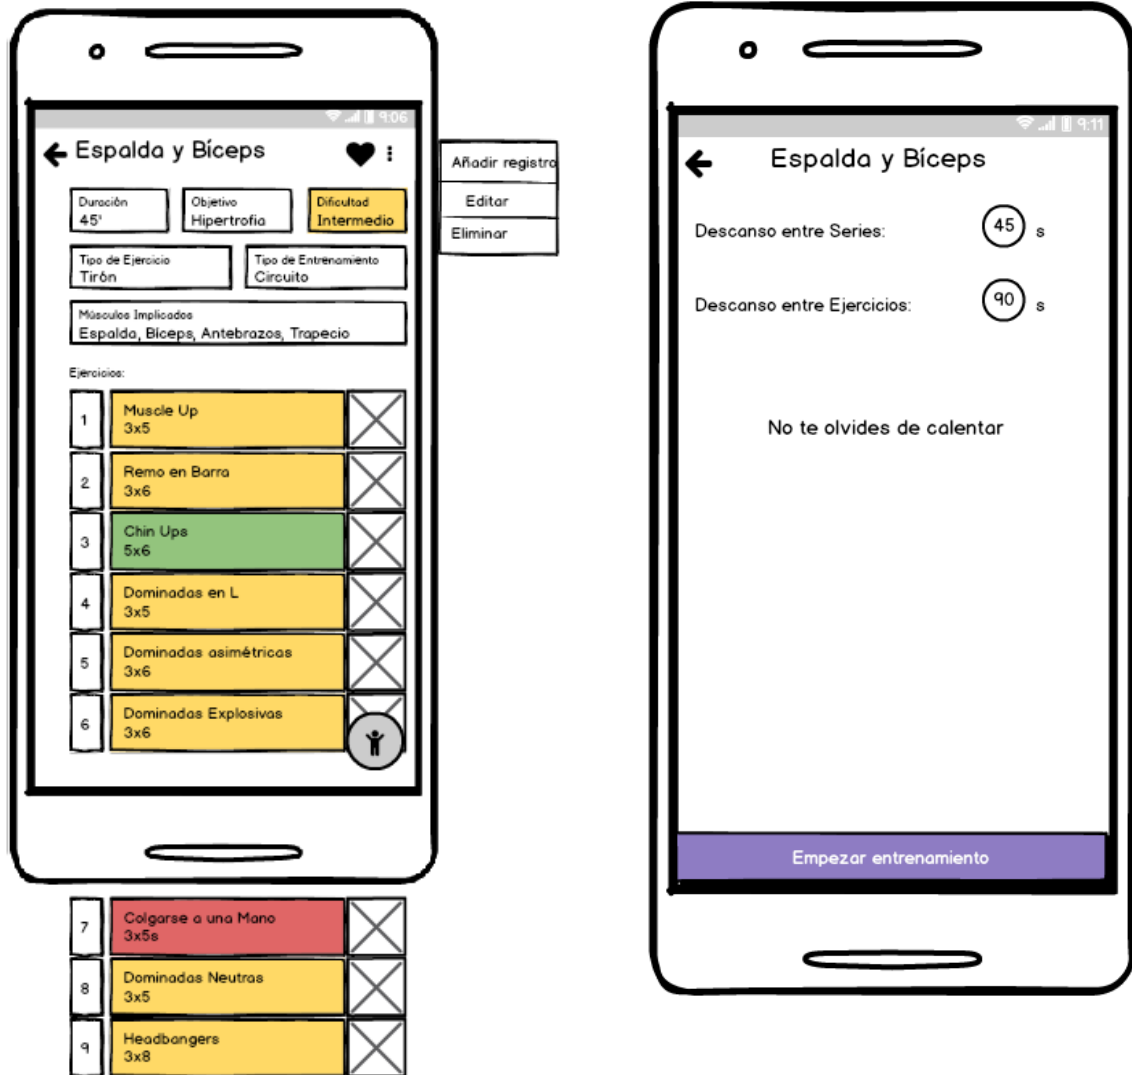 9:06
Espalda y Bíceps
Duración
45'
Objetivo
Hipertrofia
Dificultad
Intermedio
Tipo de Ejercicio
Tirón
Tipo de Entrenamiento
Circuito
Músculos Implicados
Espalda, Bíceps, Antebrazos, Trapecio
Ejercicios:
1
Muscle Up
3x5
2
Remo en Barra
3x6
3
Chin Ups
5x6
4
Dominadas en L
3x5
5
Dominadas asimétricas
3x6
6
Dominadas Explosivas
3x6
7
Colgarse a una Mano
3x5s
8
Dominadas Neutras
3x5
9
Headbangers
3x8
Añadir registro
Editar
Eliminar
9:11
Espalda y Bíceps
Descanso entre Series: 45 s
Descanso entre Ejercicios: 90 s
No te olvides de calentar
Empezar entrenamiento